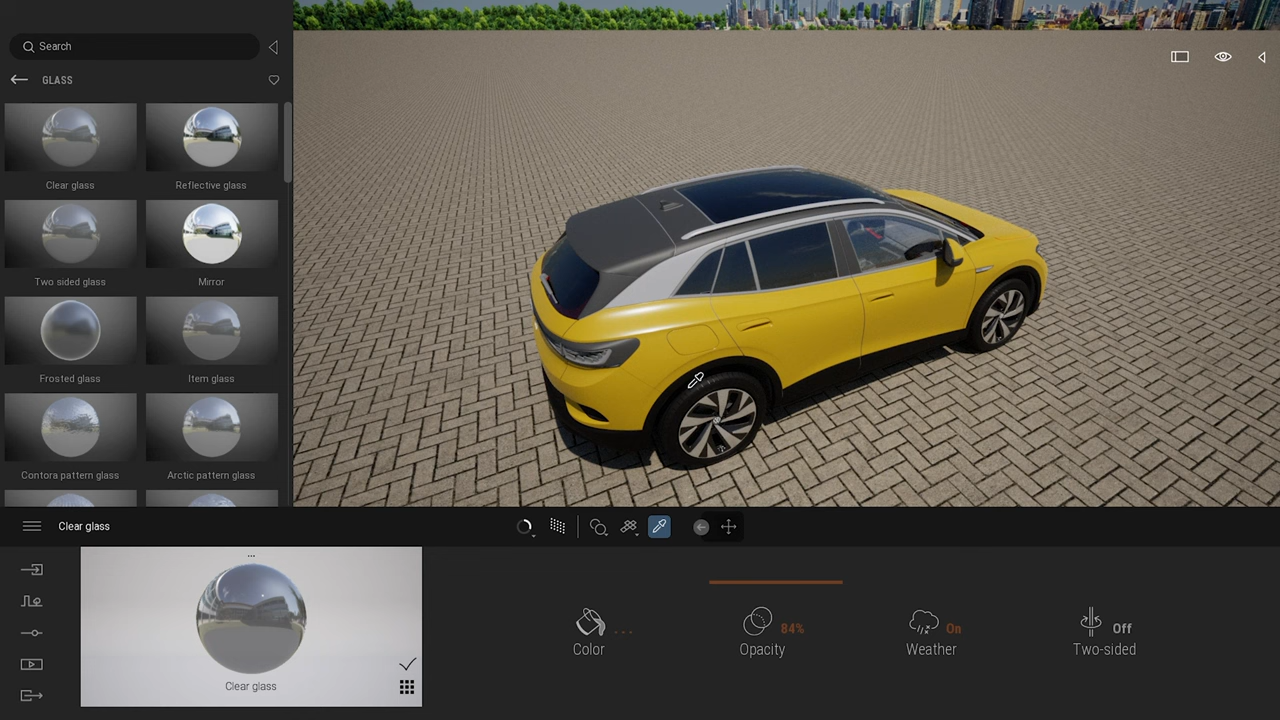 Search
GLASS
Clear glass
Reflective glass
Two sided glass
Mirror
Frosted glass
Item glass
Contora pattern glass
Arctic pattern glass
Clear glass
...
Clear glass
Color ...
Opacity 84%
Weather On
Two-sided Off